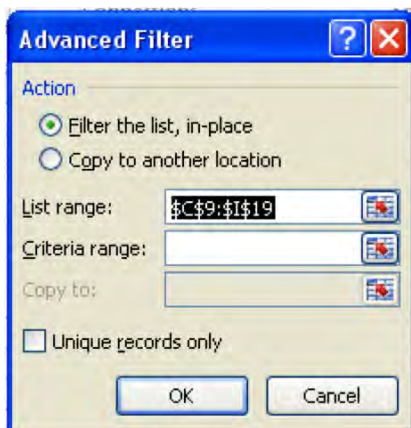 Advanced Filter
Action
Filter the list, in-place
Copy to another location
List range: $C$9:$I$19
Criteria range:
Copy to:
Unique records only
OK Cancel